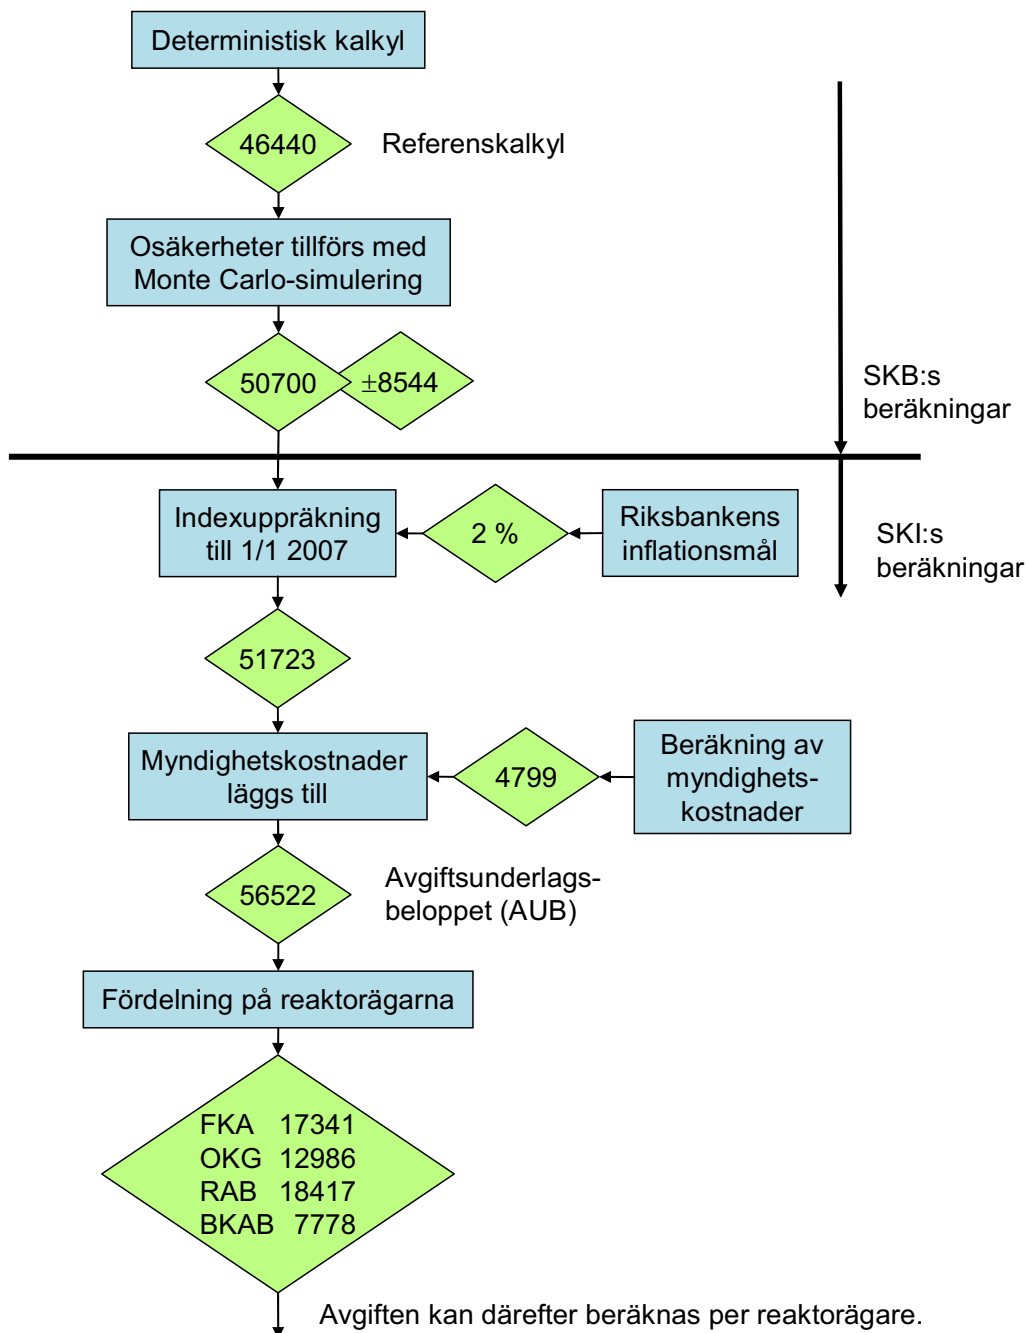 Deterministisk kalkyl
46440
Referenskalkyl
Osäkerheter tillförs med
Monte Carlo-simulering
50700
±8544
SKB:s
beräkningar
Indexuppräkning
till 1/1 2007
2 %
Riksbankens
inflationsmål
SKI:s
beräkningar
51723
Myndighetskostnader
läggs till
4799
Beräkning av
myndighets-
kostnader
56522
Avgiftsunderlags-
beloppet (AUB)
Fördelning på reaktorägarna
FKA 17341
OKG 12986
RAB 18417
BKAB 7778
Avgiften kan därefter beräknas per reaktorägare.